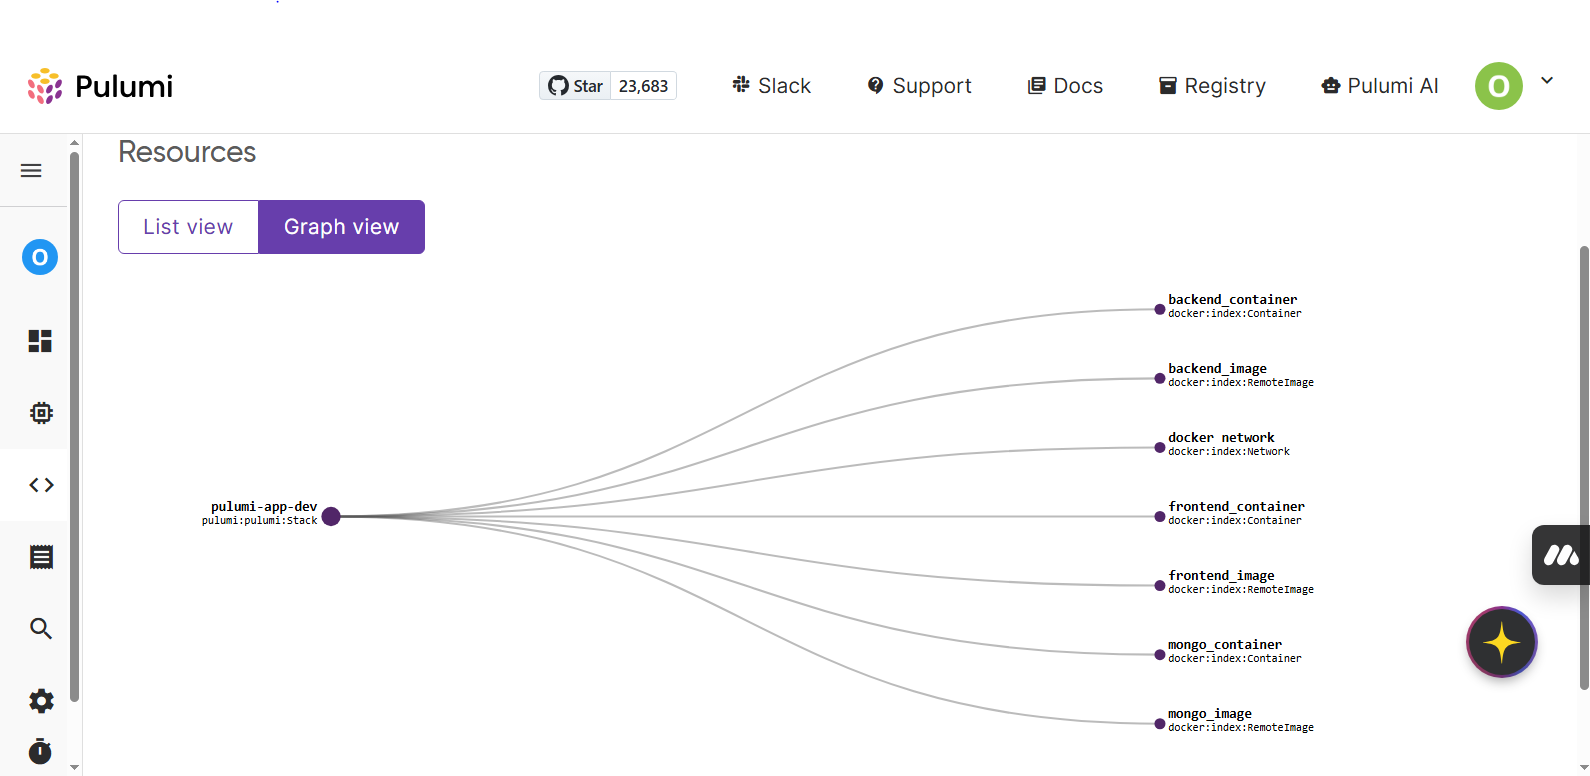 Pulumi
Star 23,683
Slack
Support
Docs
Registry
Pulumi AI
O
Resources
O
List view
Graph view
backend_container
docker:index:Container
backend_image
docker:index:RemoteImage
docker network
docker:index:Network
pulumi-app-dev
pulumi:pulumi:Stack
frontend_container
docker:index:Container
frontend_image
docker:index:RemoteImage
mongo_container
docker:index:Container
mongo_image
docker:index:RemoteImage